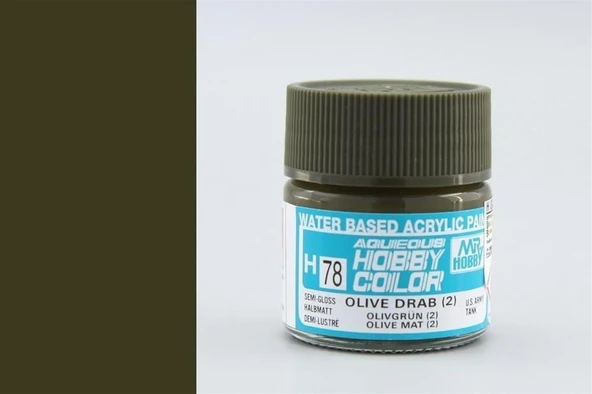 WATER BASED ACRYLIC PAI
AQUEOUS
HOBBY
COLOR
MR
HOBBY
H 78
SEMI-GLOSS
HALBMATT
DEMI-LUSTRÉ
OLIVE DRAB (2)
OLIVGRÜN (2)
OLIVE MAT (2)
U.S. ARMY
TANK